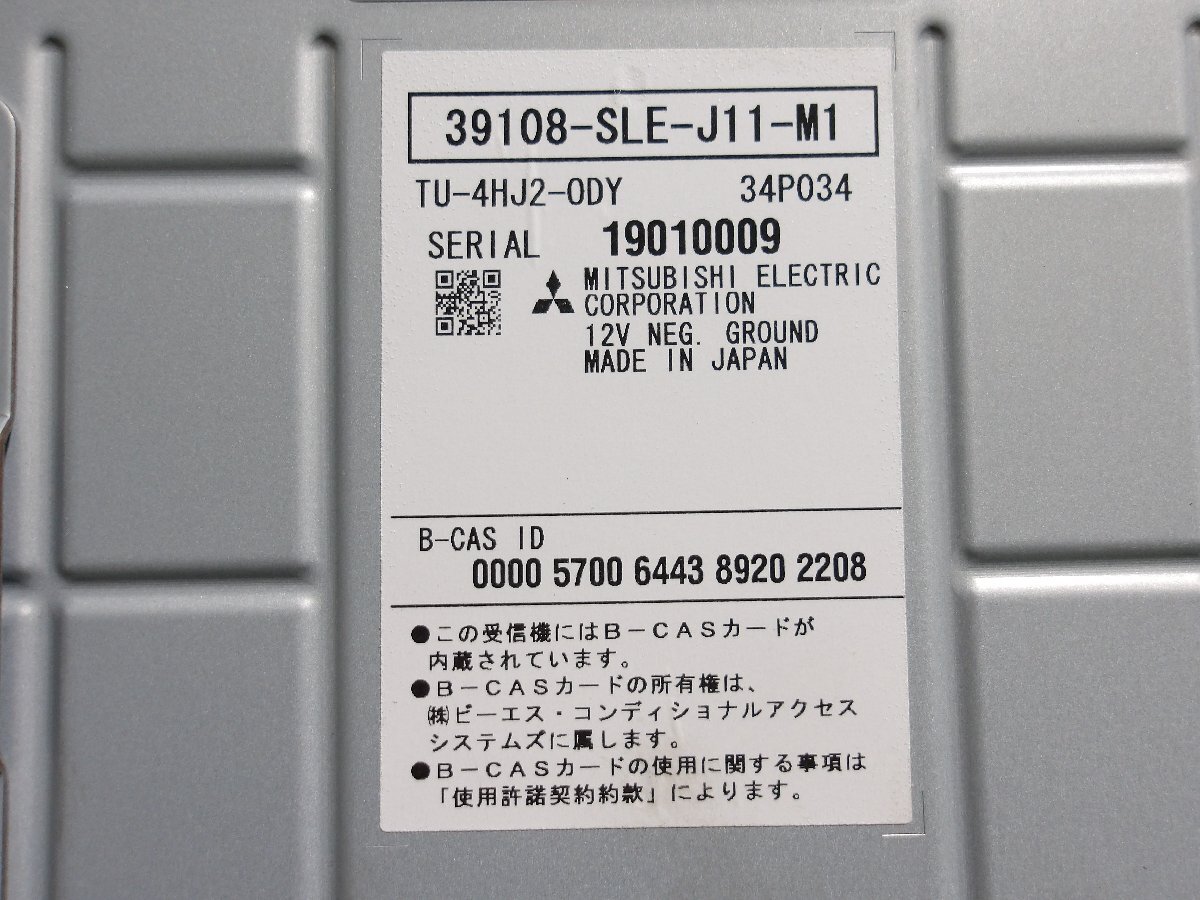 39108-SLE-J11-M1
TU-4HJ2-0DY 34P034
SERIAL 19010009
MITSUBISHI ELECTRIC
CORPORATION
12V NEG. GROUND
MADE IN JAPAN
B-CAS ID
0000 5700 6443 8920 2208
●この受信機にはB－CASカードが
内蔵されています。
●B－CASカードの所有権は、
㈱ビーエス・コンディショナルアクセス
システムズに属します。
●B－CASカードの使用に関する事項は
「使用許諾契約約款」によります。